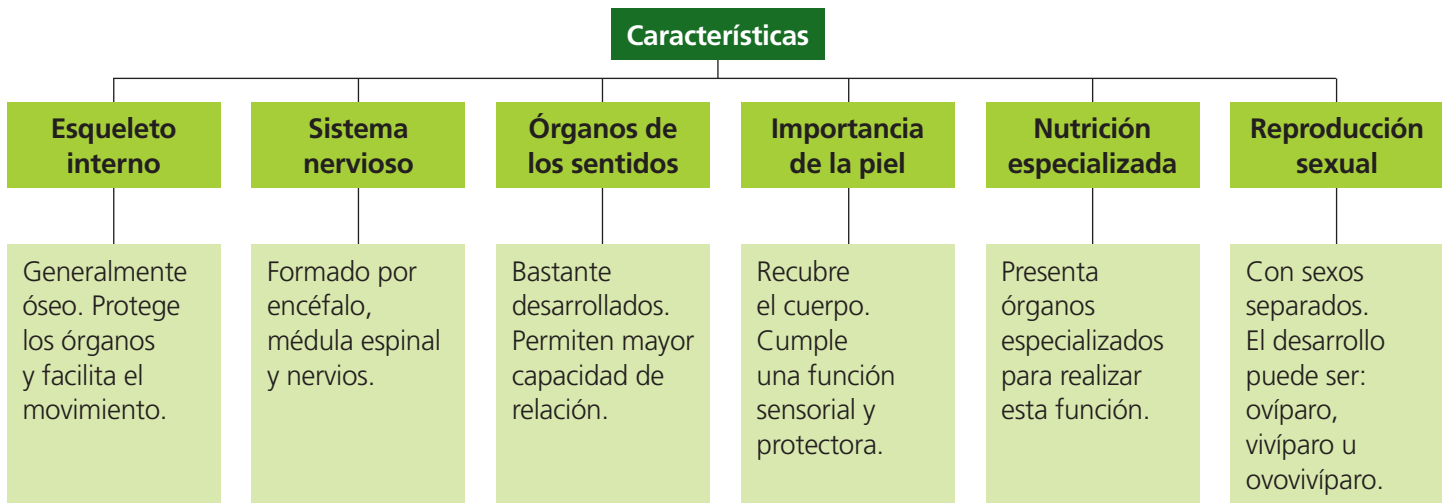 Características
Esqueleto
interno
Generalmente
óseo. Protege
los órganos
y facilita el
movimiento.
Sistema
nervioso
Formado por
encéfalo,
médula espinal
y nervios.
Órganos de
los sentidos
Bastante
desarrollados.
Permiten mayor
capacidad de
relación.
Importancia
de la piel
Recubre
el cuerpo.
Cumple
una función
sensorial y
protectora.
Nutrición
especializada
Presenta
órganos
especializados
para realizar
esta función.
Reproducción
sexual
Con sexos
separados.
El desarrollo
puede ser:
ovíparo,
vivíparo u
ovovivíparo.